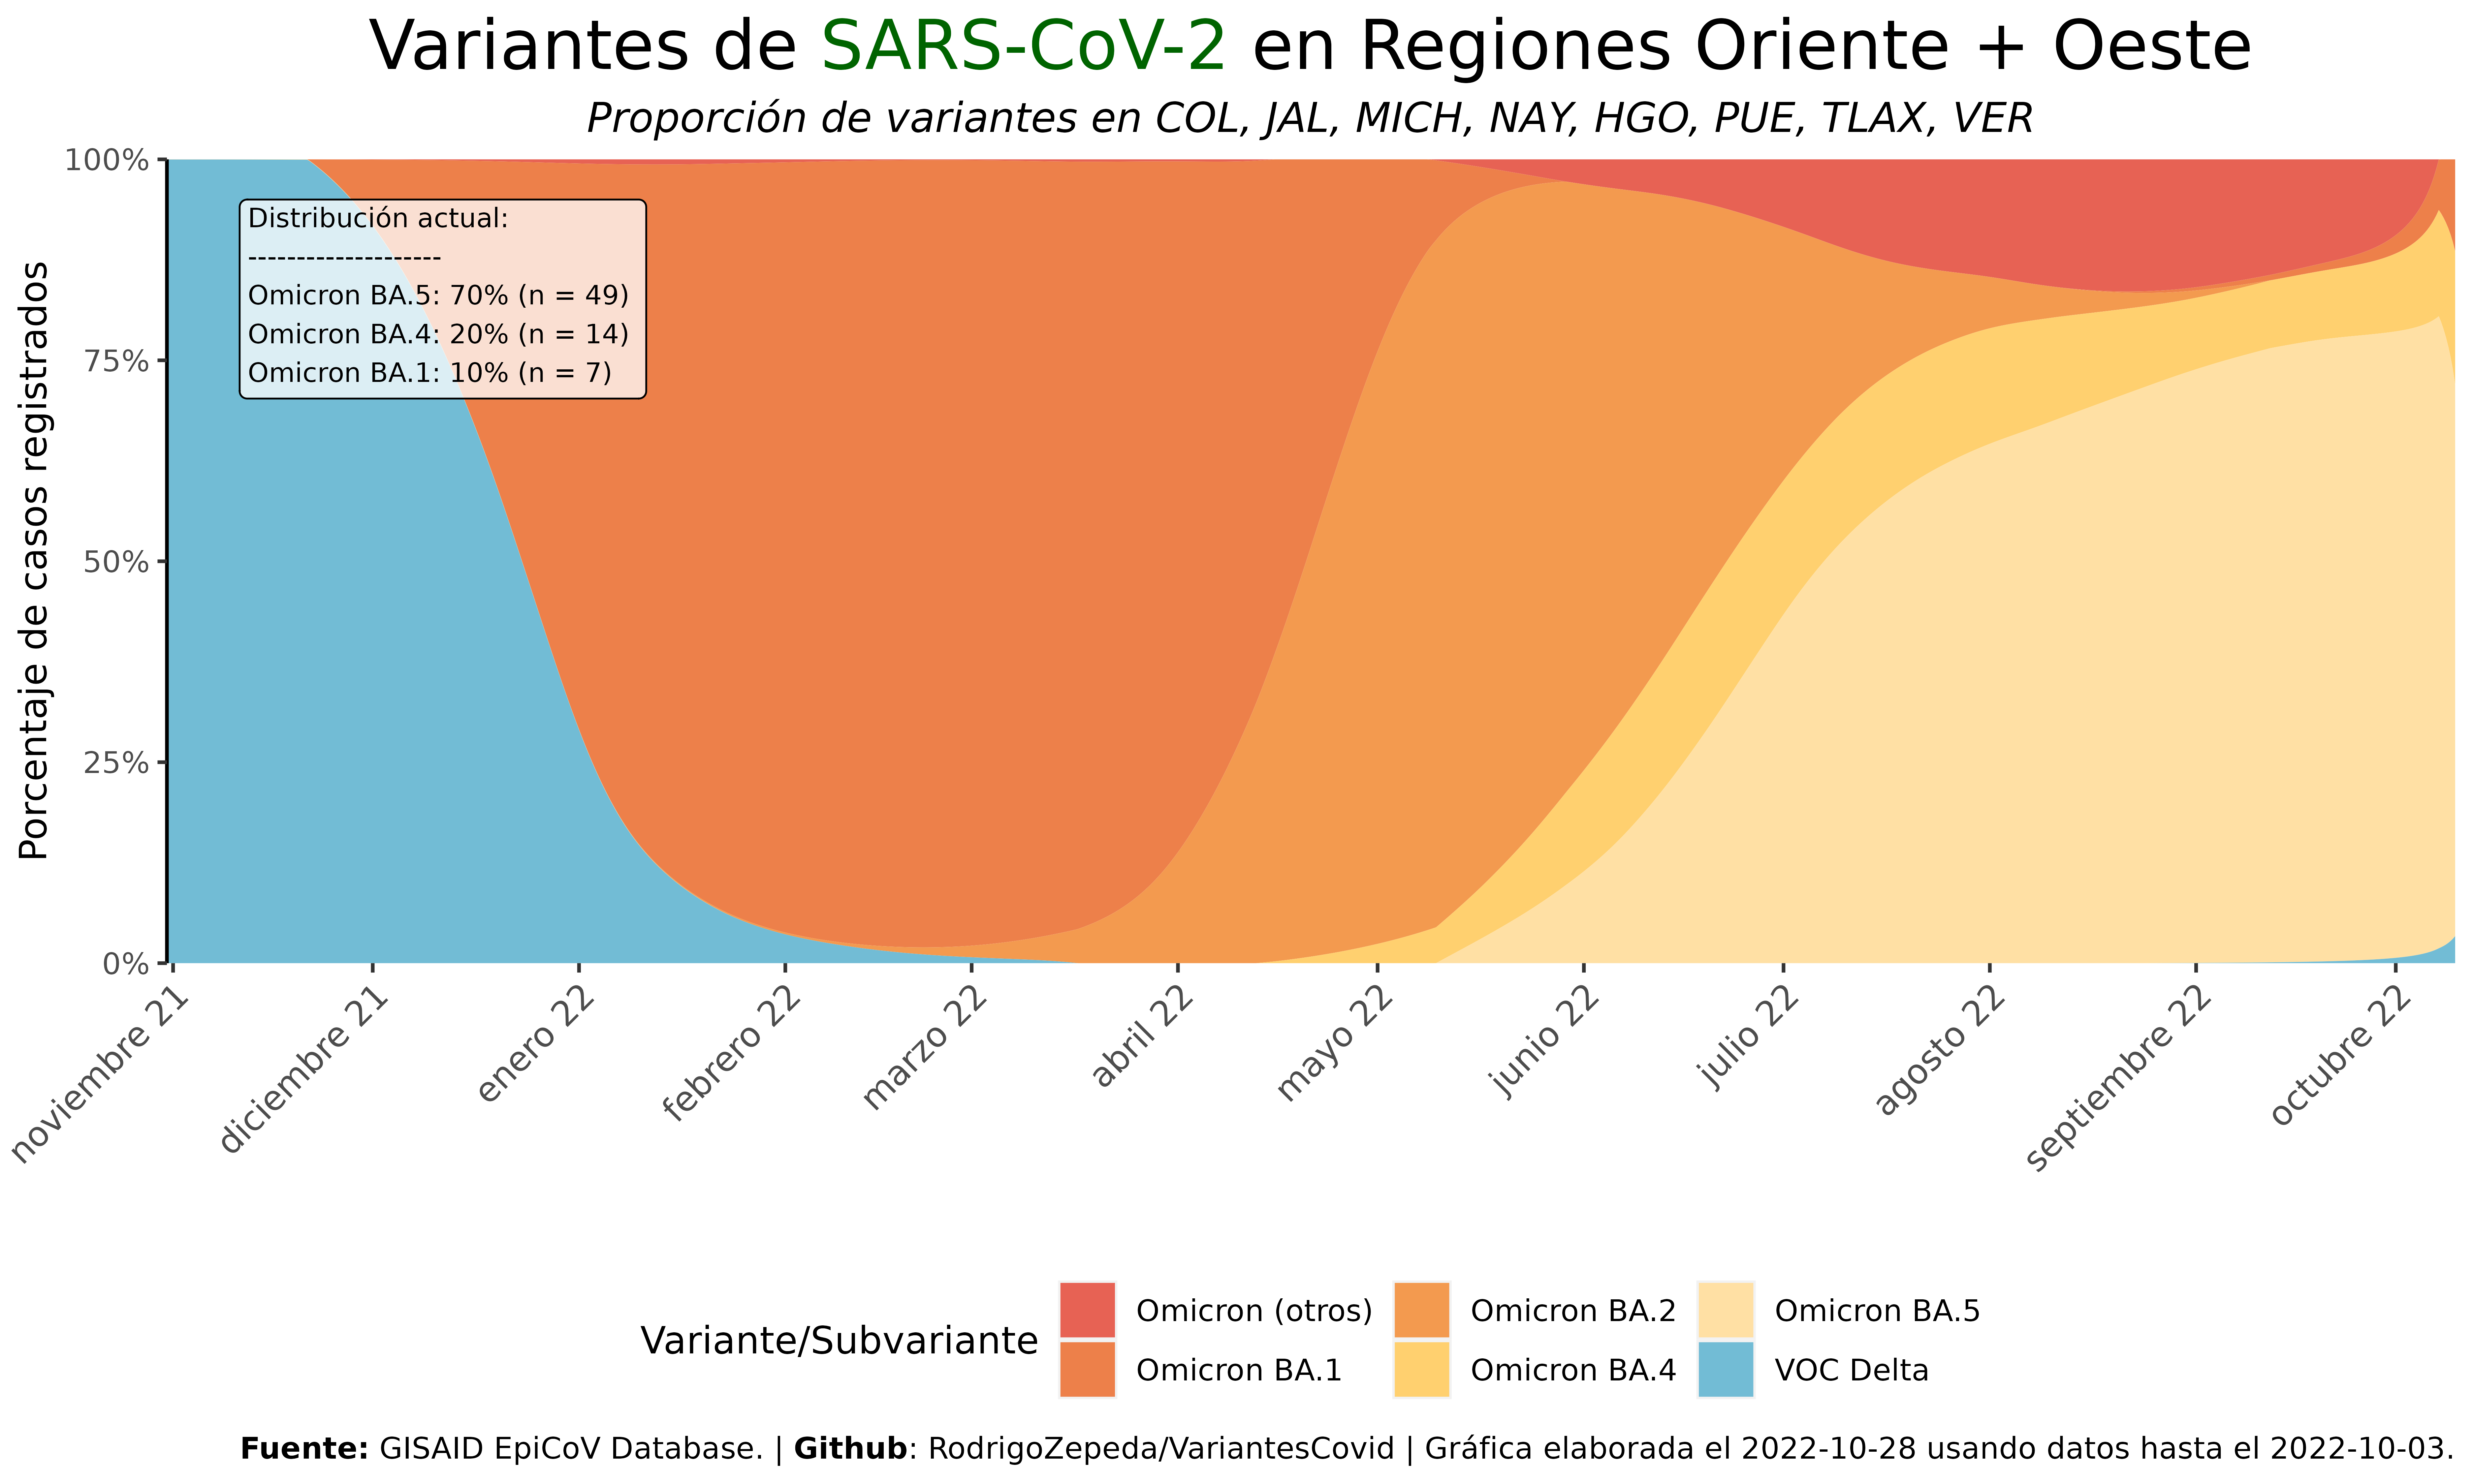 Variantes de SARS-CoV-2 en Regiones Oriente + Oeste
Proporción de variantes en COL, JAL, MICH, NAY, HGO, PUE, TLAX, VER
Porcentaje de casos registrados
100%
75%
50%
25%
0%
Distribución actual:
--------------------
Omicron BA.5: 70% (n = 49)
Omicron BA.4: 20% (n = 14)
Omicron BA.1: 10% (n = 7)
noviembre 21
diciembre 21
enero 22
febrero 22
marzo 22
abril 22
mayo 22
junio 22
julio 22
agosto 22
septiembre 22
octubre 22
Variante/Subvariante
Omicron (otros)
Omicron BA.1
Omicron BA.2
Omicron BA.4
Omicron BA.5
VOC Delta
Fuente: GISAID EpiCoV Database. | Github: RodrigoZepeda/VariantesCovid | Gráfica elaborada el 2022-10-28 usando datos hasta el 2022-10-03.